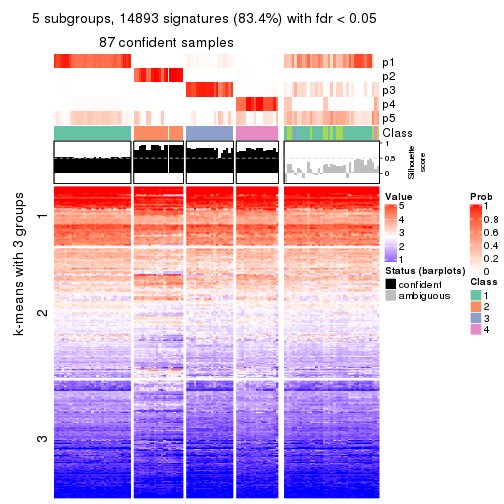 5 subgroups, 14893 signatures (83.4%) with fdr < 0.05
87 confident samples
p1
p2
p3
p4
p5
Class
1
0.5
0
Silhouette
score
k-means with 3 groups
1
2
3
Value
5
4
3
2
1
Status (barplots)
confident
ambiguous
Prob
1
0.8
0.6
0.4
0.2
0
Class
1
2
3
4